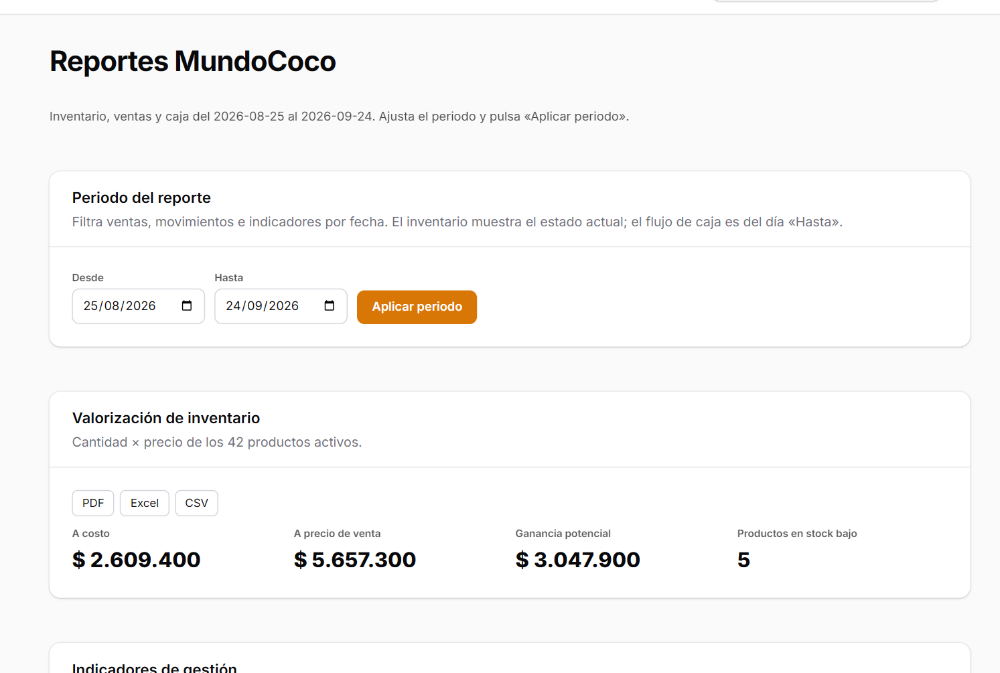 Reportes MundoCoco
Inventario, ventas y caja del 2026-08-25 al 2026-09-24. Ajusta el periodo y pulsa «Aplicar periodo».
Periodo del reporte
Filtra ventas, movimientos e indicadores por fecha. El inventario muestra el estado actual; el flujo de caja es del día «Hasta».
Desde Hasta
25/08/2026 24/09/2026 Aplicar periodo
Valorización de inventario
Cantidad × precio de los 42 productos activos.
PDF Excel CSV
A costo A precio de venta Ganancia potencial Productos en stock bajo
$ 2.609.400 $ 5.657.300 $ 3.047.900 5
Indicadores de gestión